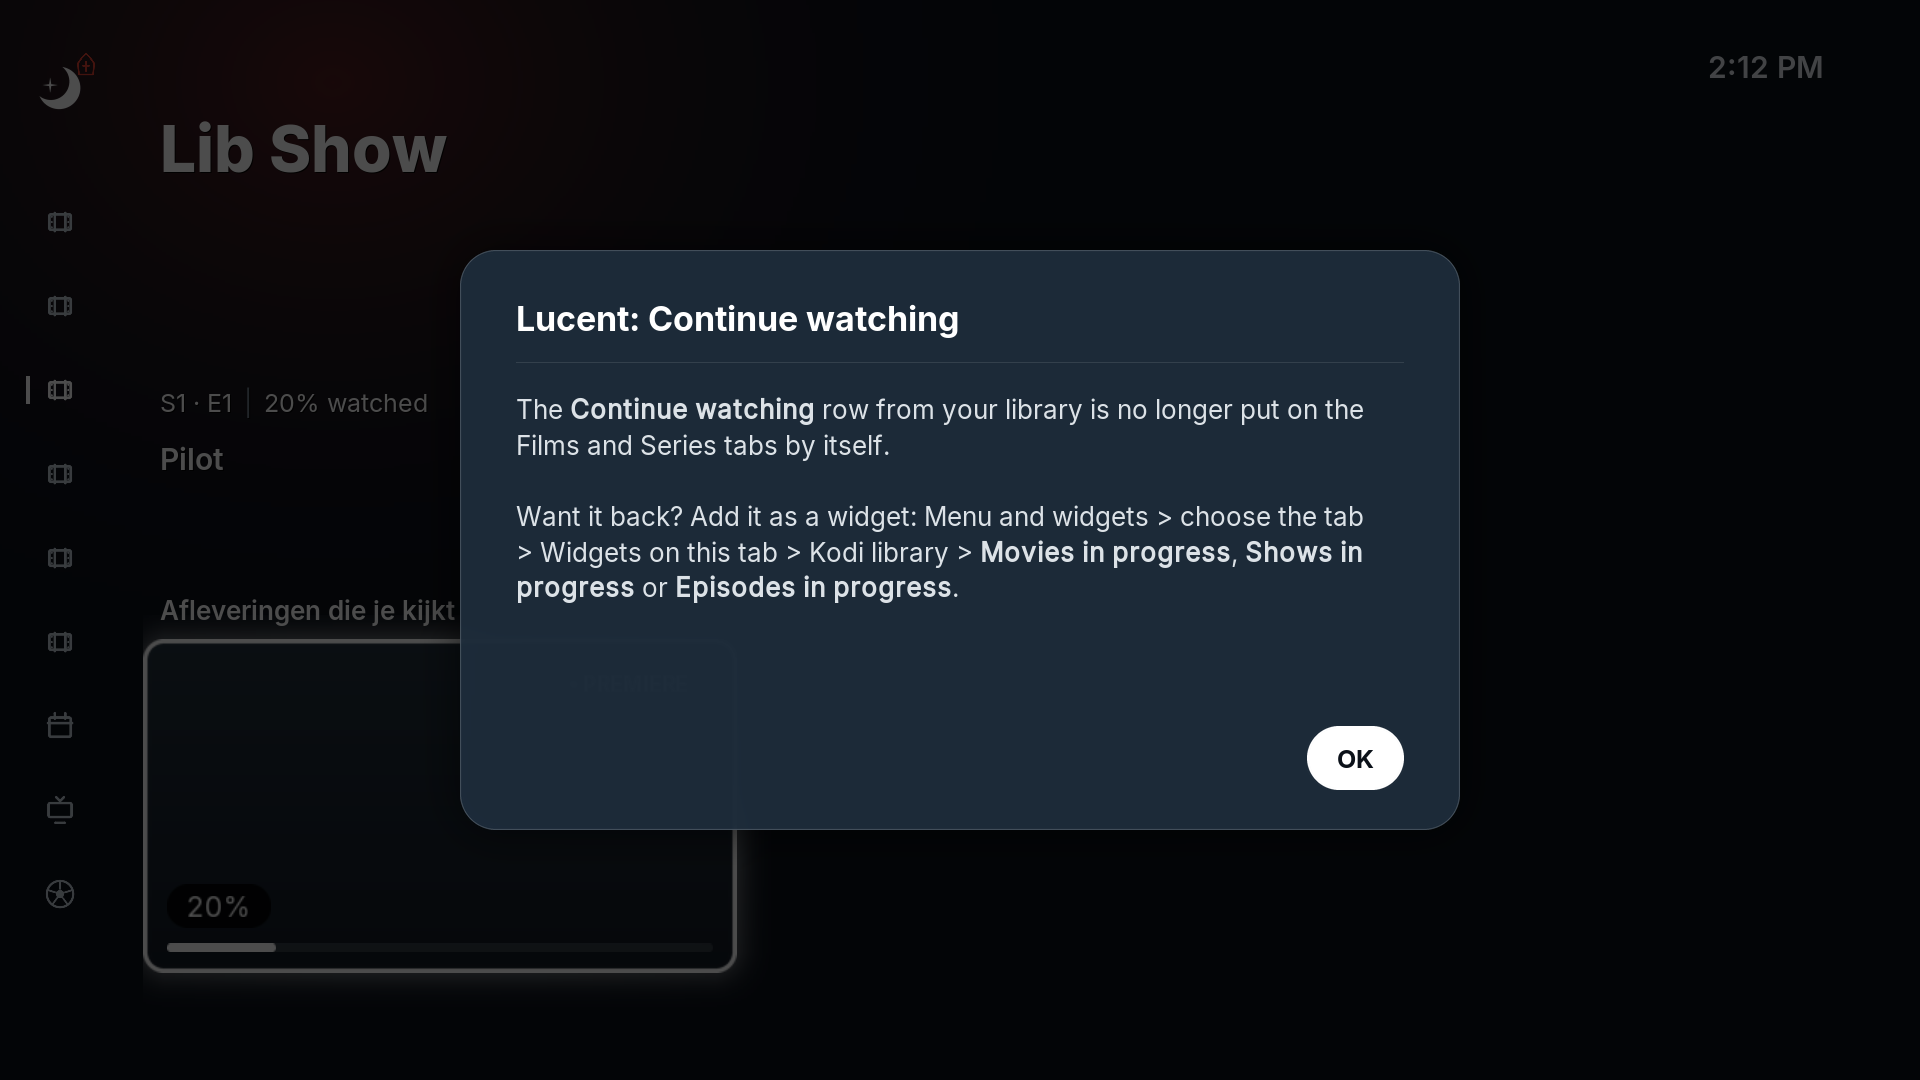 2:12 PM
Lib Show
S1 · E1 | 20% watched
Pilot
Afleveringen die je kijkt
20%
Lucent: Continue watching
The Continue watching row from your library is no longer put on the
Films and Series tabs by itself.
Want it back? Add it as a widget: Menu and widgets > choose the tab
> Widgets on this tab > Kodi library > Movies in progress, Shows in
progress or Episodes in progress.
OK